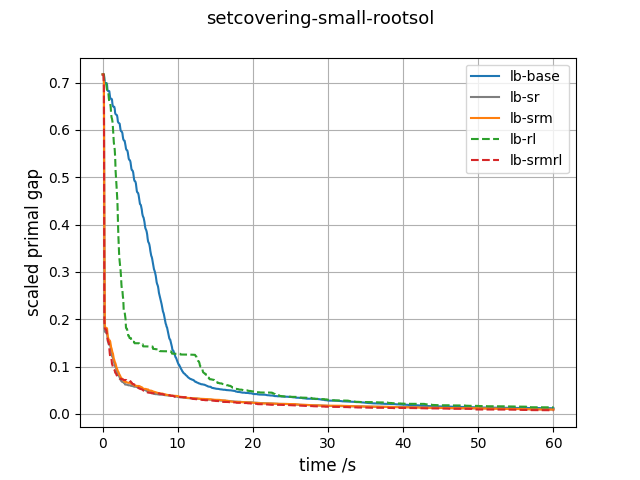 setcovering-small-rootsol
lb-base
lb-sr
lb-srm
lb-rl
lb-srmrl
scaled primal gap
0.7
0.6
0.5
0.4
0.3
0.2
0.1
0.0
0 10 20 30 40 50 60
time /s